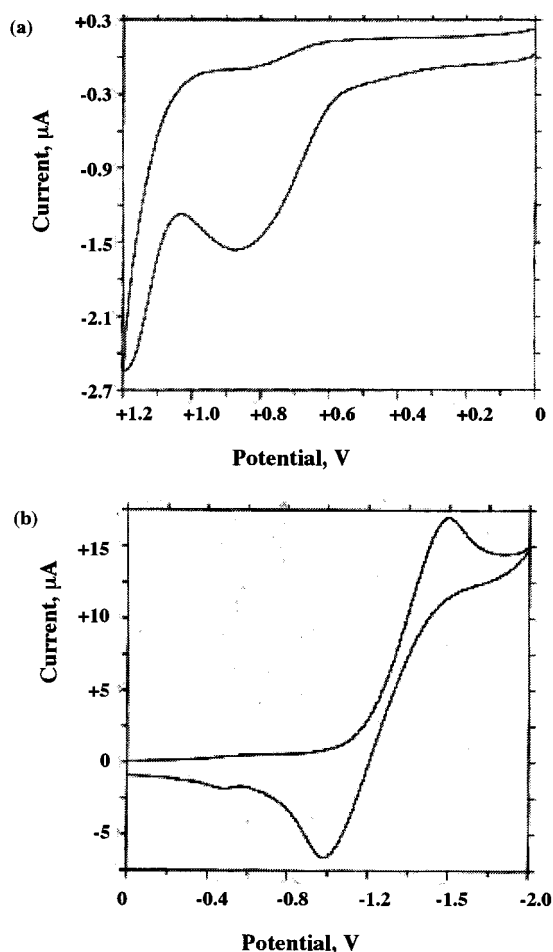 (a)
+0.3
-0.3
-0.9
-1.5
-2.1
-2.7
Current, µA
+1.2 +1.0 +0.8 +0.6 +0.4 +0.2 0
Potential, V
(b)
+15
+10
+5
0
-5
Current, µA
0 -0.4 -0.8 -1.2 -1.5 -2.0
Potential, V